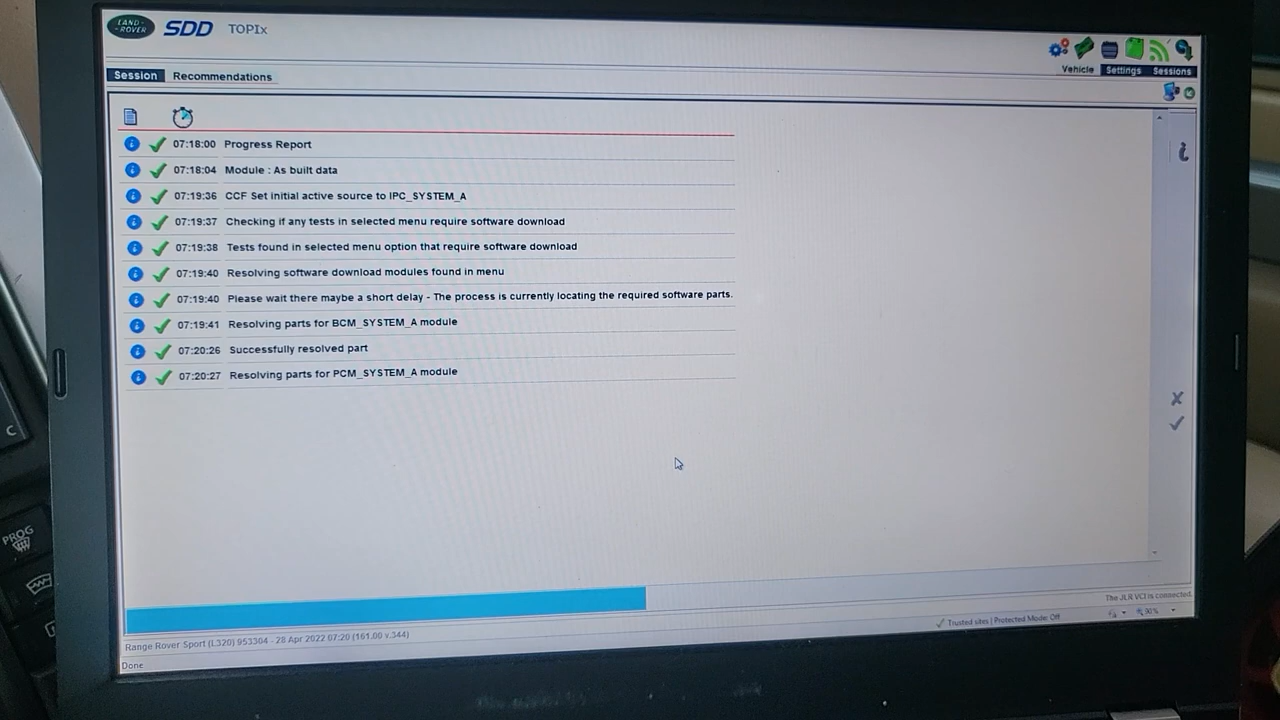 LAND-
-ROVER
SDD
TOPIx
Vehicle Settings Sessions
Session Recommendations
07:18:00 Progress Report
07:18:04 Module : As built data
07:19:36 CCF Set initial active source to IPC_SYSTEM_A
07:19:37 Checking if any tests in selected menu require software download
07:19:38 Tests found in selected menu option that require software download
07:19:40 Resolving software download modules found in menu
07:19:40 Please wait there maybe a short delay - The process is currently locating the required software parts.
07:19:41 Resolving parts for BCM_SYSTEM_A module
07:20:26 Successfully resolved part
07:20:27 Resolving parts for PCM_SYSTEM_A module
The JLR VCI is connected.
Range Rover Sport (L320) 953304 - 28 Apr 2022 07:20 (161.00 v.344)
Trusted sites | Protected Mode: Off
90%
Done
C
PROG